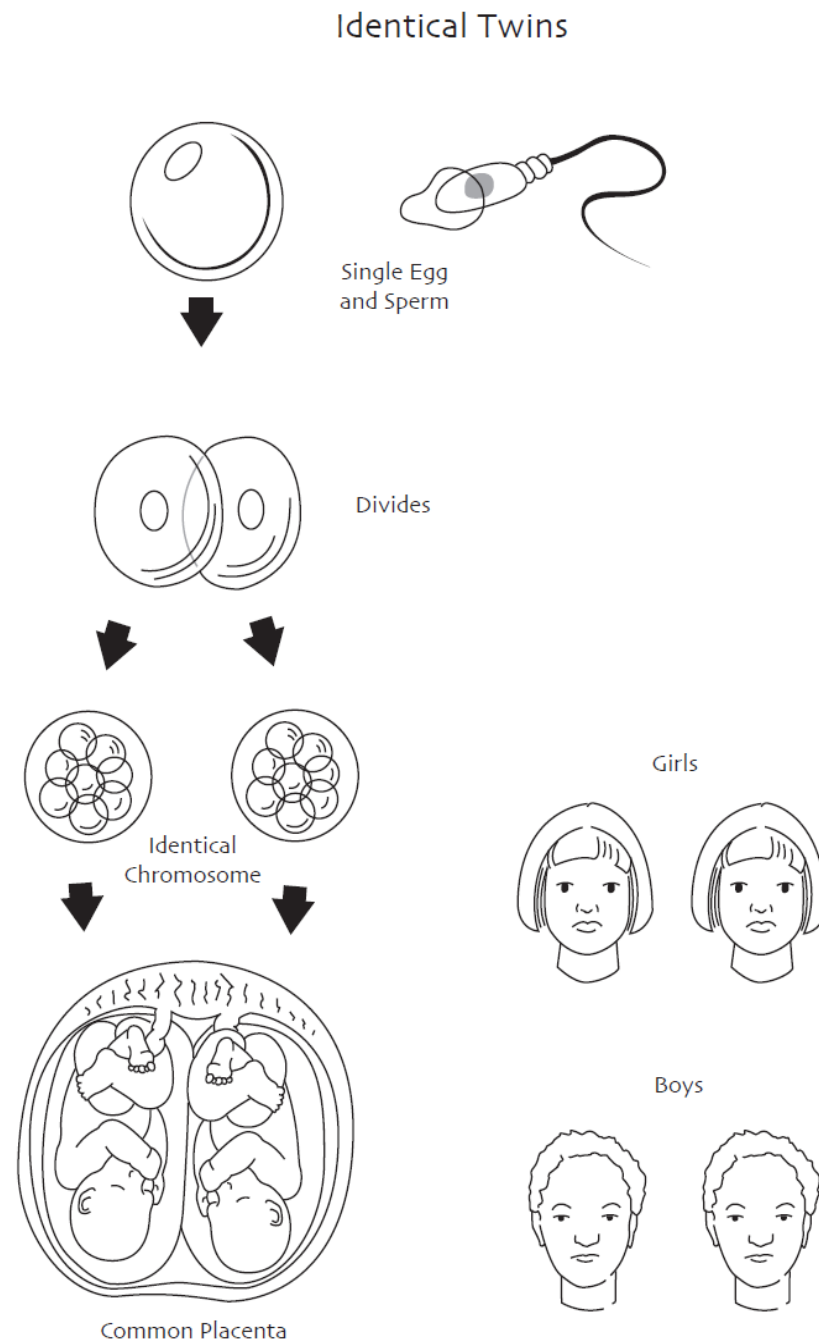 Identical Twins
Single Egg
and Sperm
Divides
Identical
Chromosome
Girls
Boys
Common Placenta